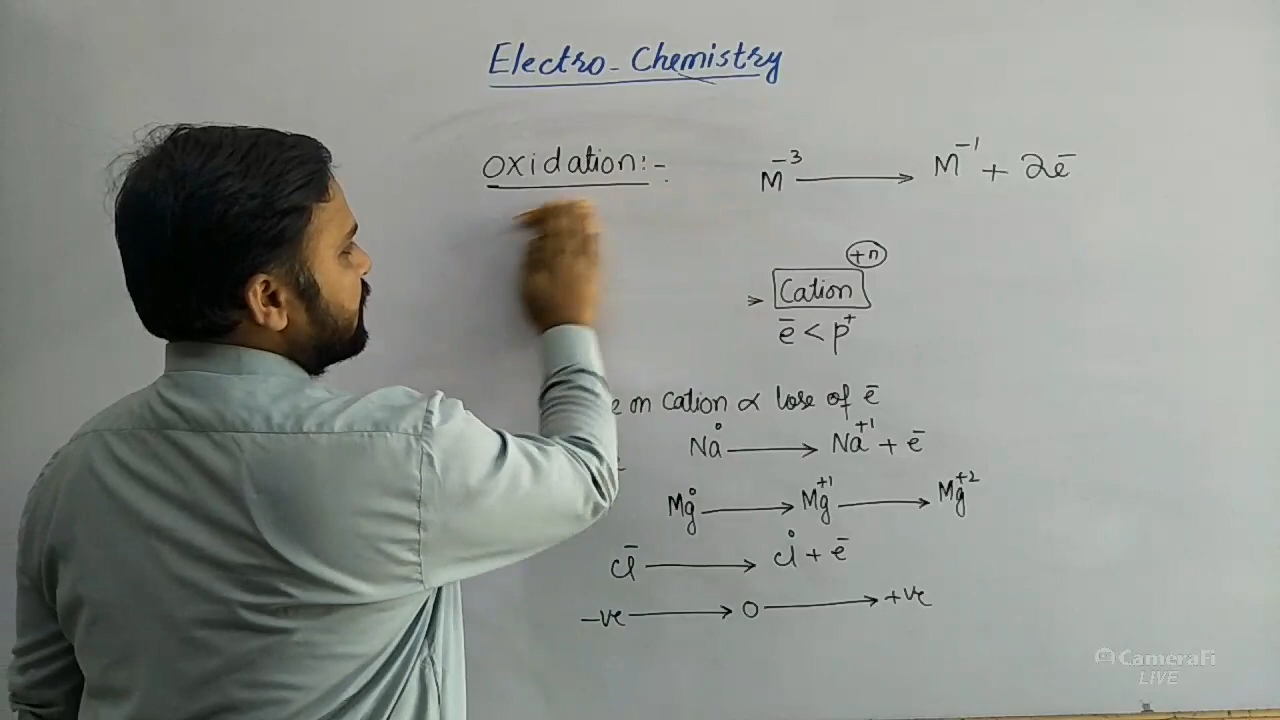 Electro-Chemistry
Oxidation:-
M⁻³ ⟶ M⁻¹ + 2e̅
+n
➢ Cation
e̅ < p⁺
on Cation ∝ lose of e̅
Na⁰ ⟶ Na⁺¹ + e̅
Mg⁰ ⟶ Mg⁺¹ ⟶ Mg⁺²
Cl̅ ⟶ Cl⁰ + e̅
-ve ⟶ 0 ⟶ +ve
CameraFi
LIVE